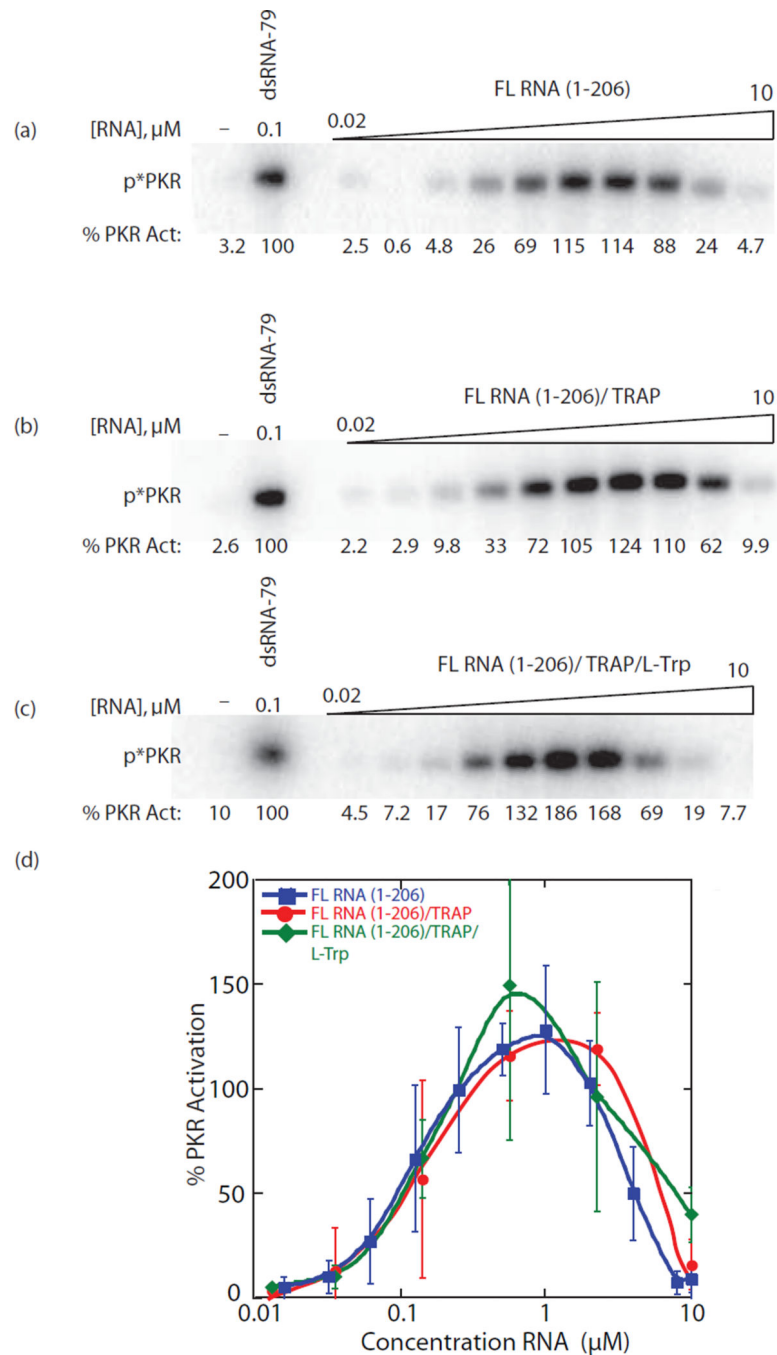 dsRNA-79
FL RNA (1-206)
(a)
[RNA], µM – 0.1 0.02 10
p*PKR
% PKR Act: 3.2 100 2.5 0.6 4.8 26 69 115 114 88 24 4.7
dsRNA-79
FL RNA (1-206)/ TRAP
(b)
[RNA], µM – 0.1 0.02 10
p*PKR
% PKR Act: 2.6 100 2.2 2.9 9.8 33 72 105 124 110 62 9.9
dsRNA-79
FL RNA (1-206)/ TRAP/L-Trp
(c)
[RNA], µM – 0.1 0.02 10
p*PKR
% PKR Act: 10 100 4.5 7.2 17 76 132 186 168 69 19 7.7
(d)
200
150
100
50
0
% PKR Activation
FL RNA (1-206)
FL RNA (1-206)/TRAP
FL RNA (1-206)/TRAP/
L-Trp
0.01 0.1 1 10
Concentration RNA (µM)